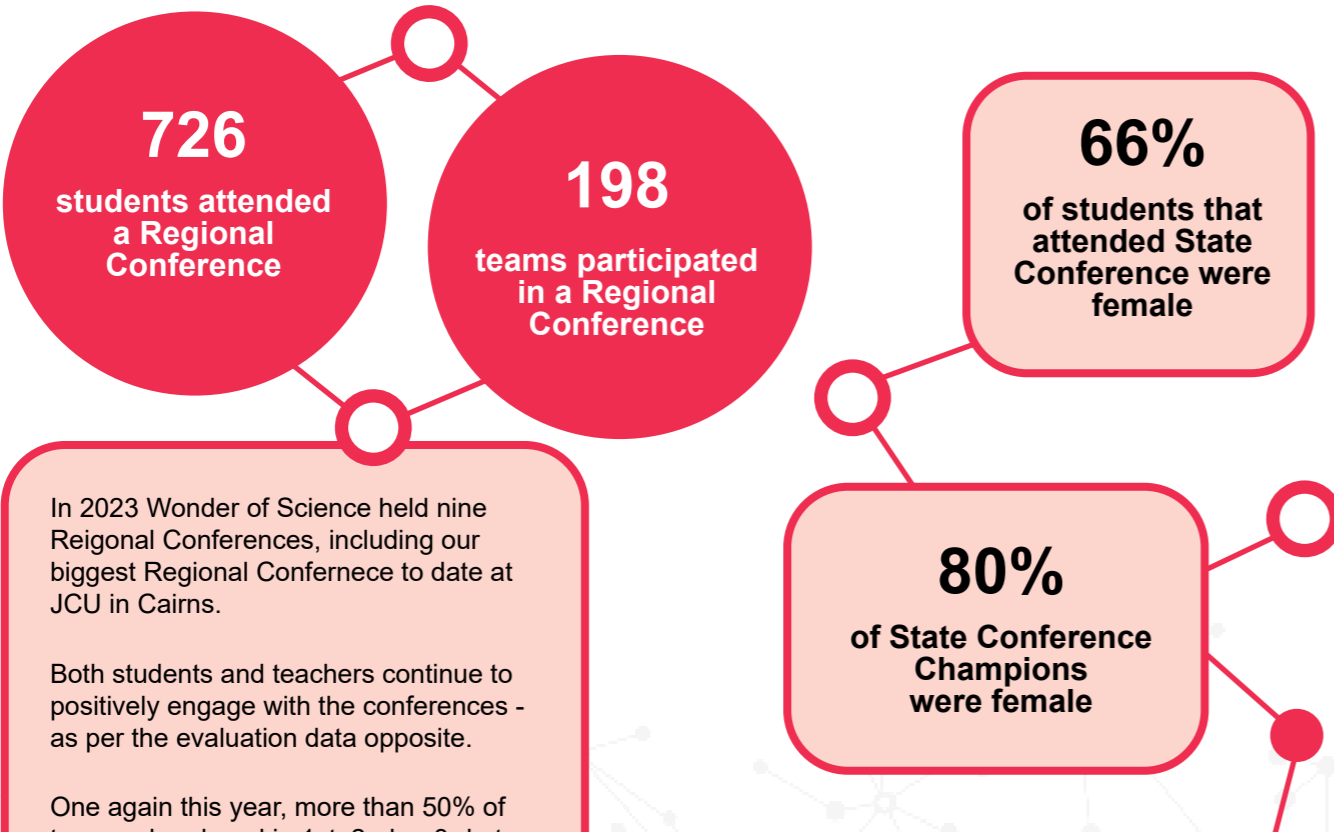 726
students attended
a Regional
Conference
198
teams participated
in a Regional
Conference
66%
of students that
attended State
Conference were
female
80%
of State Conference
Champions
were female
In 2023 Wonder of Science held nine
Reigonal Conferences, including our
biggest Regional Confernece to date at
JCU in Cairns.
Both students and teachers continue to
positively engage with the conferences -
as per the evaluation data opposite.
One again this year, more than 50% of